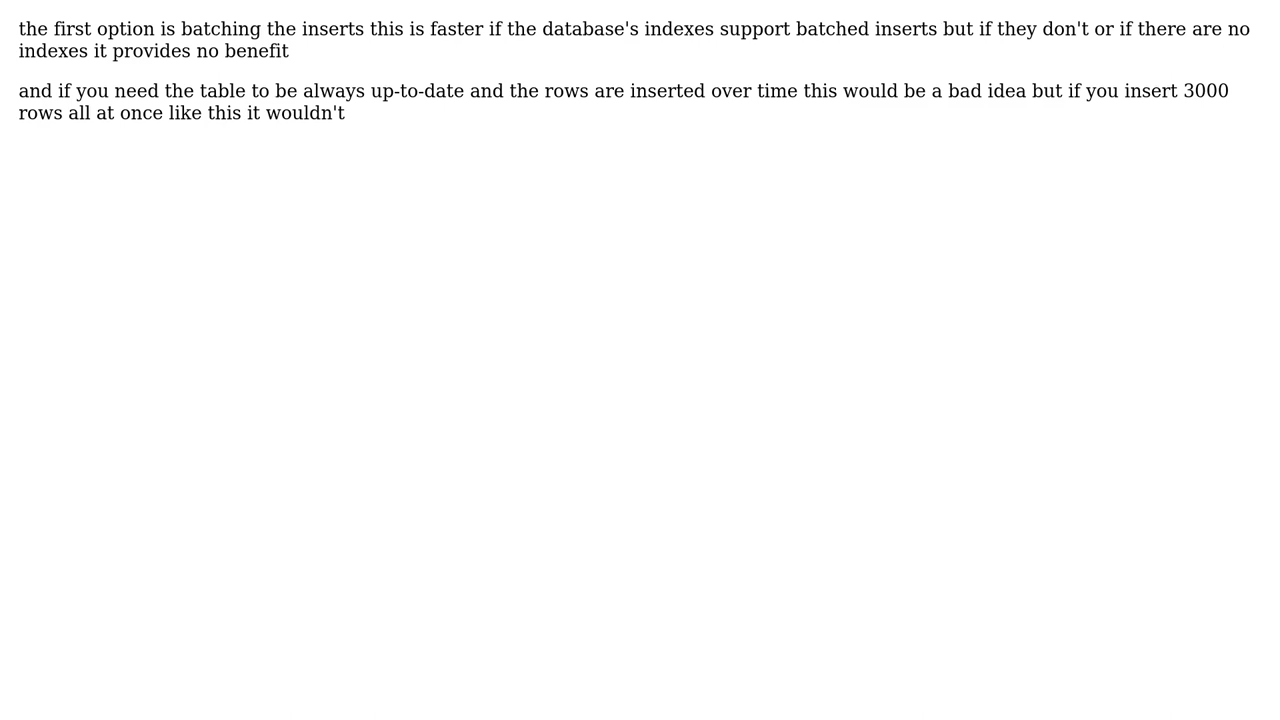 the first option is batching the inserts this is faster if the database's indexes support batched inserts but if they don't or if there are no
indexes it provides no benefit
and if you need the table to be always up-to-date and the rows are inserted over time this would be a bad idea but if you insert 3000
rows all at once like this it wouldn't